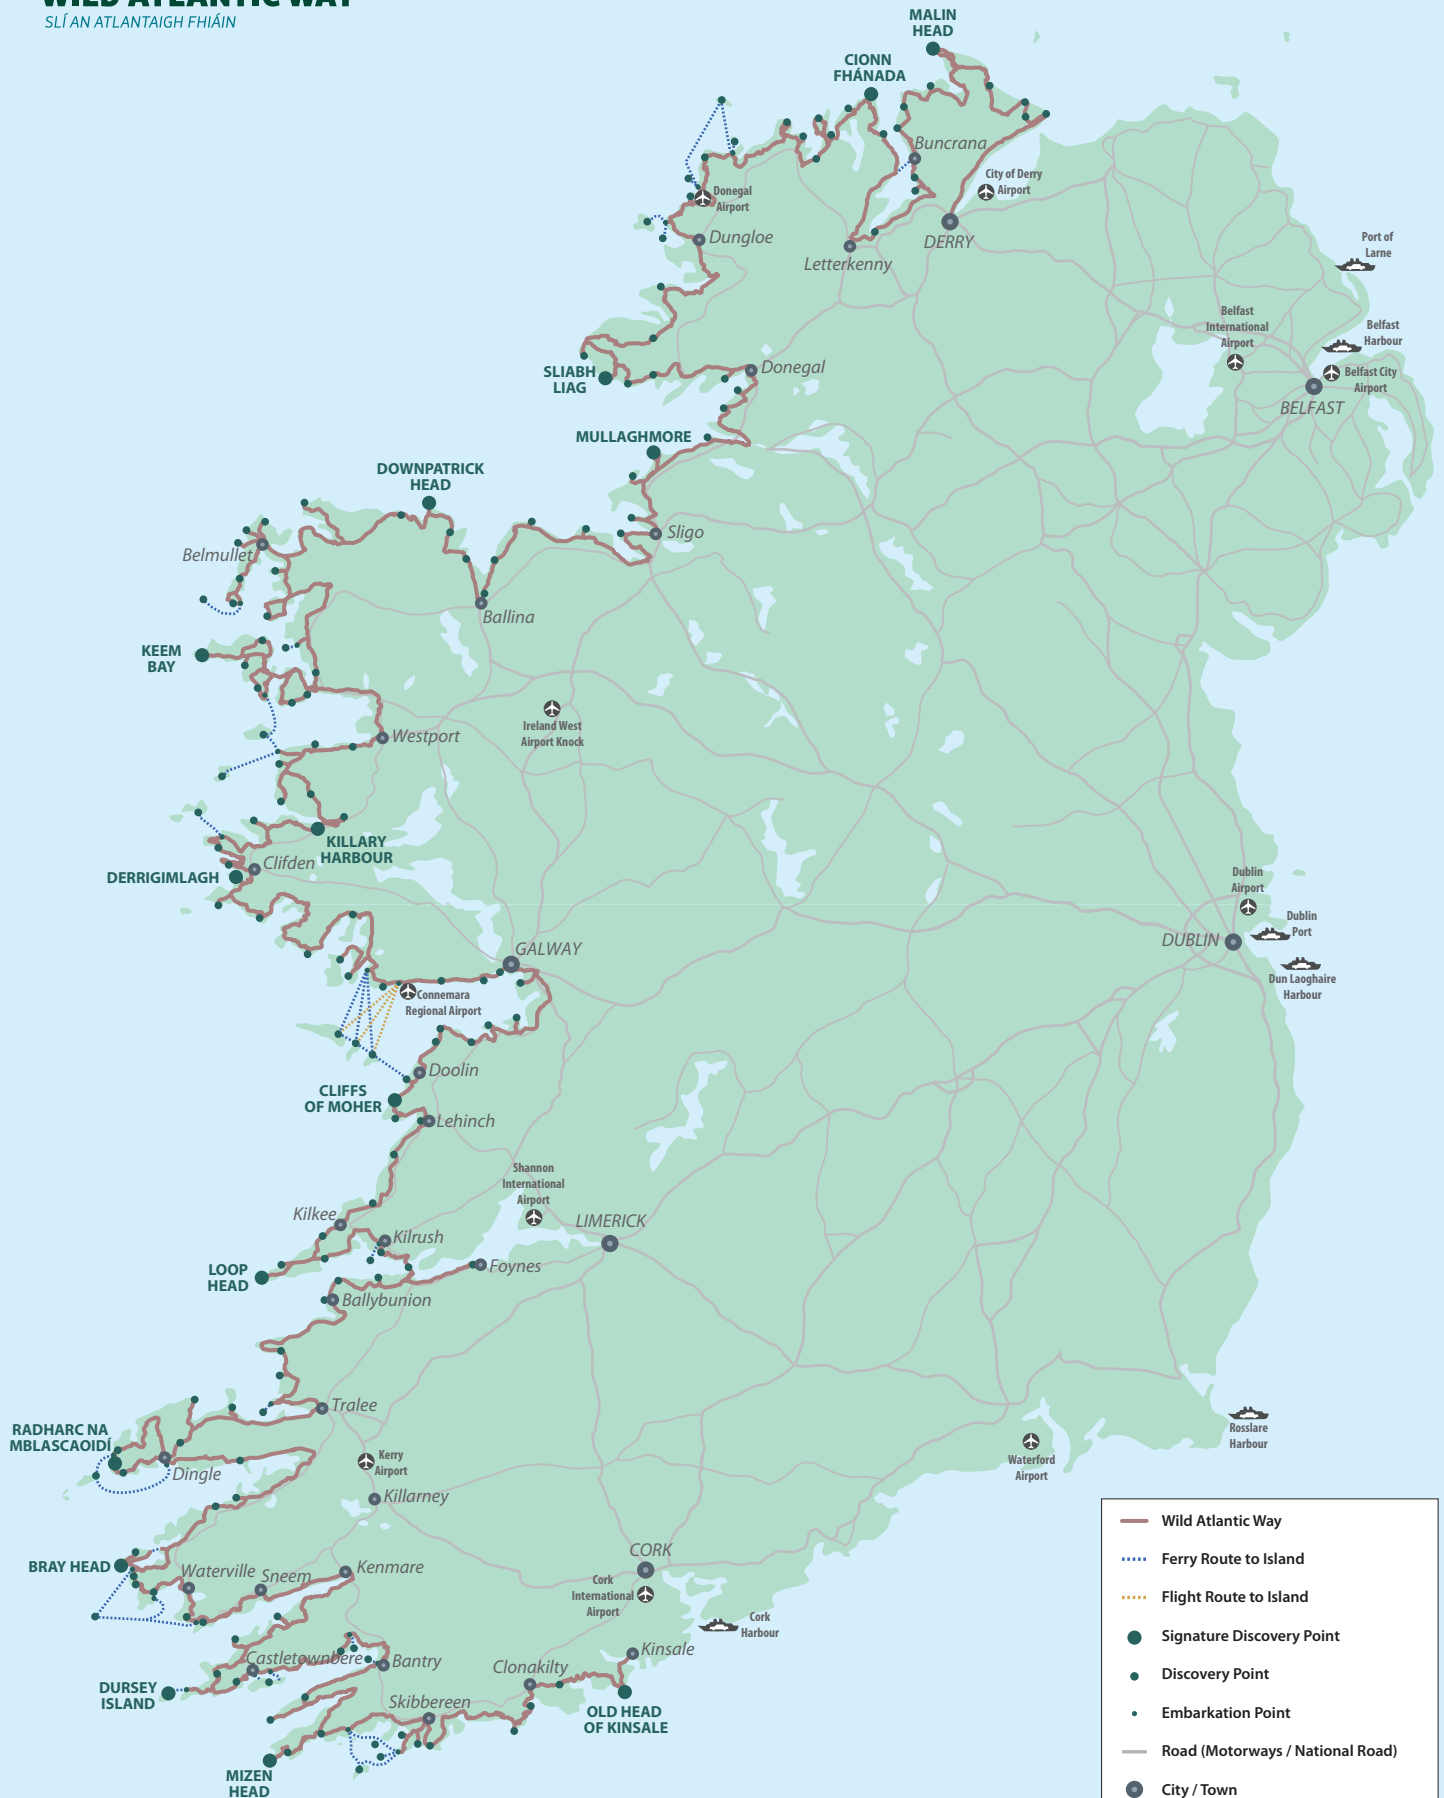 WILD ATLANTIC WAY
SLÍ AN ATLANTAIGH FHIÁIN
MALIN
HEAD
CIONN
FHÁNADA
Buncrana
City of Derry
Airport
Donegal
Airport
Dungloe
DERRY
Letterkenny
Port of
Larne
Belfast
International
Airport
Belfast
Harbour
Belfast City
Airport
BELFAST
SLIABH
LIAG
Donegal
MULLAGHMORE
DOWNPATRICK
HEAD
Sligo
Belmullet
Ballina
KEEM
BAY
Ireland West
Airport Knock
Westport
KILLARY
HARBOUR
Clifden
DERRIGIMLAGH
Dublin
Airport
Dublin
Port
DUBLIN
Dun Laoghaire
Harbour
GALWAY
Connemara
Regional Airport
Doolin
CLIFFS
OF MOHER
Lehinch
Shannon
International
Airport
Kilkee
Kilrush
LIMERICK
LOOP
HEAD
Foynes
Ballybunion
Tralee
RADHARC NA
MBLASCAOIDÍ
Dingle
Kerry
Airport
Killarney
Rosslare
Harbour
Waterford
Airport
BRAY HEAD
Waterville
Sneem
Kenmare
CORK
Cork
International
Airport
Cork
Harbour
Castletownbere
Bantry
Clonakilty
Kinsale
DURSEY
ISLAND
Skibbereen
OLD HEAD
OF KINSALE
MIZEN
HEAD
Wild Atlantic Way
Ferry Route to Island
Flight Route to Island
Signature Discovery Point
Discovery Point
Embarkation Point
Road (Motorways / National Road)
City / Town